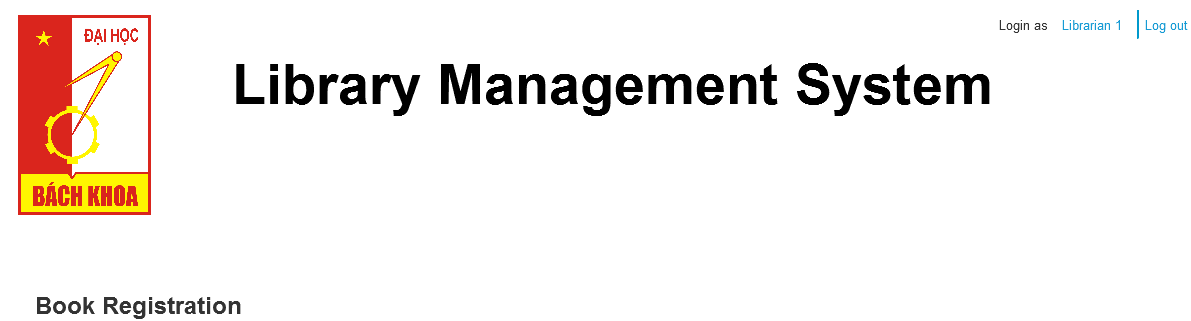 Login as Librarian 1 Log out
ĐẠI HỌC
Library Management System
BÁCH KHOA
Book Registration